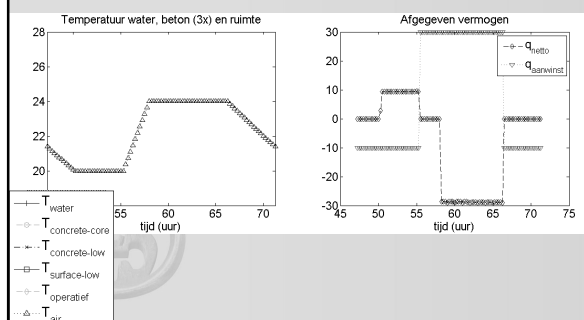 Temperatuur water, beton (3x) en ruimte
28
26
24
22
20
55
60
65
70
tijd (uur)
T water
T concrete-core
T concrete-low
T surface-low
T operatief
T air
Afgegeven vermogen
30
20
10
0
-10
-20
-30
45
50
55
60
65
70
75
tijd (uur)
q netto
q aanwinst